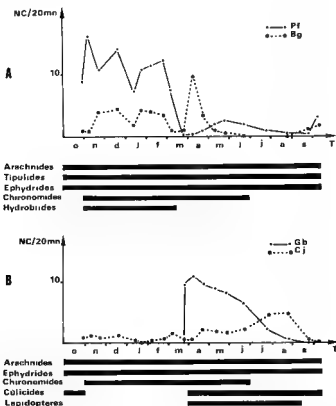 NC/20mn
Pf
Bg
A
10
o n d j f m a m j j a s T
Arachnides
Tipulides
Ephydrides
Chironomides
Hydrobiides
NC/20mn
Gb
Cj
B
10
o n d j f m a m j j a s T
Arachnides
Ephydrides
Chironomides
Culicides
Lepidopteres